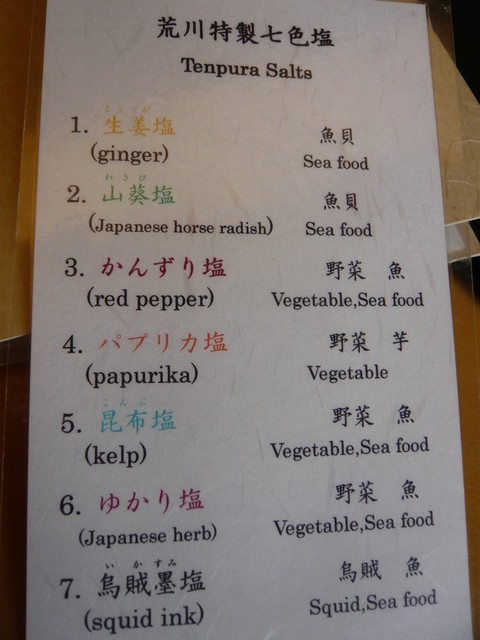 荒川特製七色塩
Tenpura Salts
しょうが
1. 生姜塩 魚貝
(ginger) Sea food
わさび
2. 山葵塩 魚貝
(Japanese horse radish) Sea food
3. かんずり塩 野菜 魚
(red pepper) Vegetable,Sea food
4. パプリカ塩 野菜 芋
(papurika) Vegetable
こんぶ
5. 昆布塩 野菜 魚
(kelp) Vegetable,Sea food
6. ゆかり塩 野菜 魚
(Japanese herb) Vegetable,Sea food
いかすみ
7. 烏賊墨塩 烏賊 魚
(squid ink) Squid,Sea food